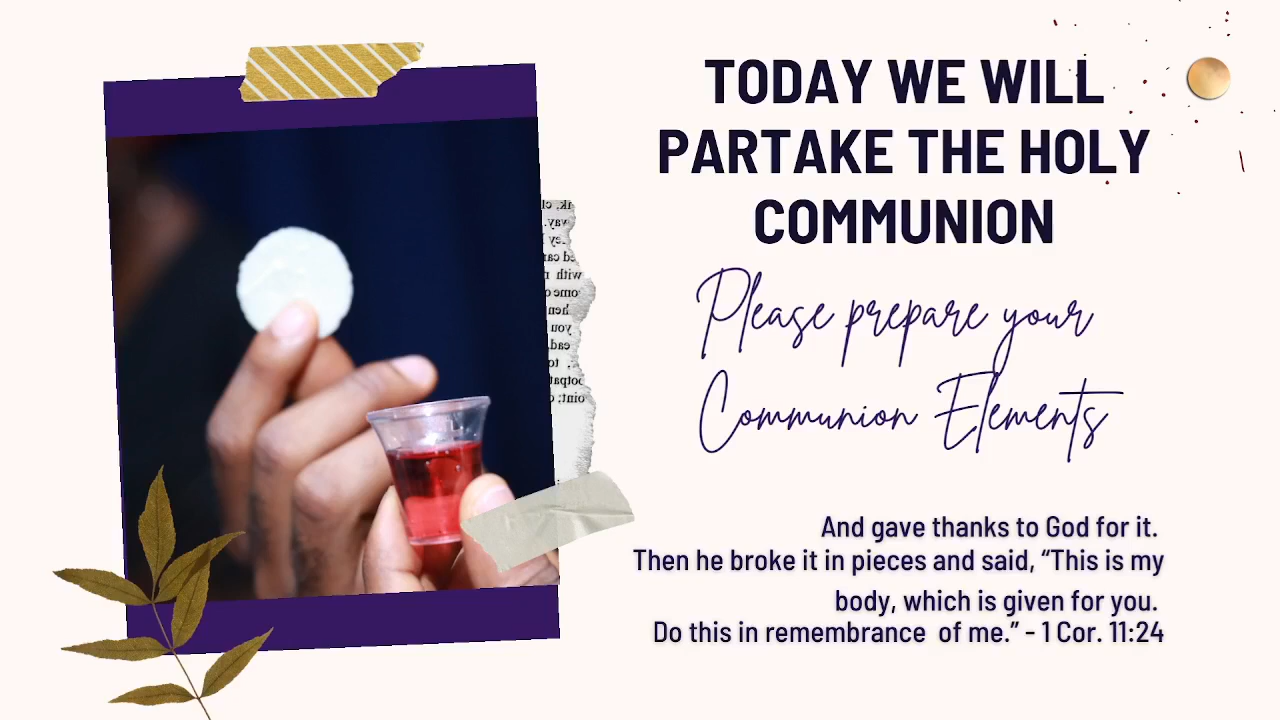 TODAY WE WILL
PARTAKE THE HOLY
COMMUNION
Please prepare your
Communion Elements
And gave thanks to God for it.
Then he broke it in pieces and said, “This is my
body, which is given for you.
Do this in remembrance  of me.” - 1 Cor. 11:24